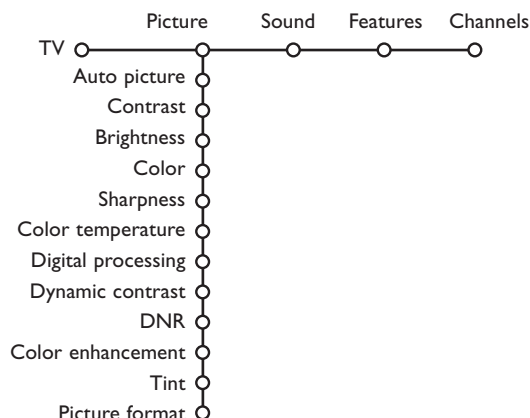 Picture Sound Features Channels
TV
Auto picture
Contrast
Brightness
Color
Sharpness
Color temperature
Digital processing
Dynamic contrast
DNR
Color enhancement
Tint
Picture format